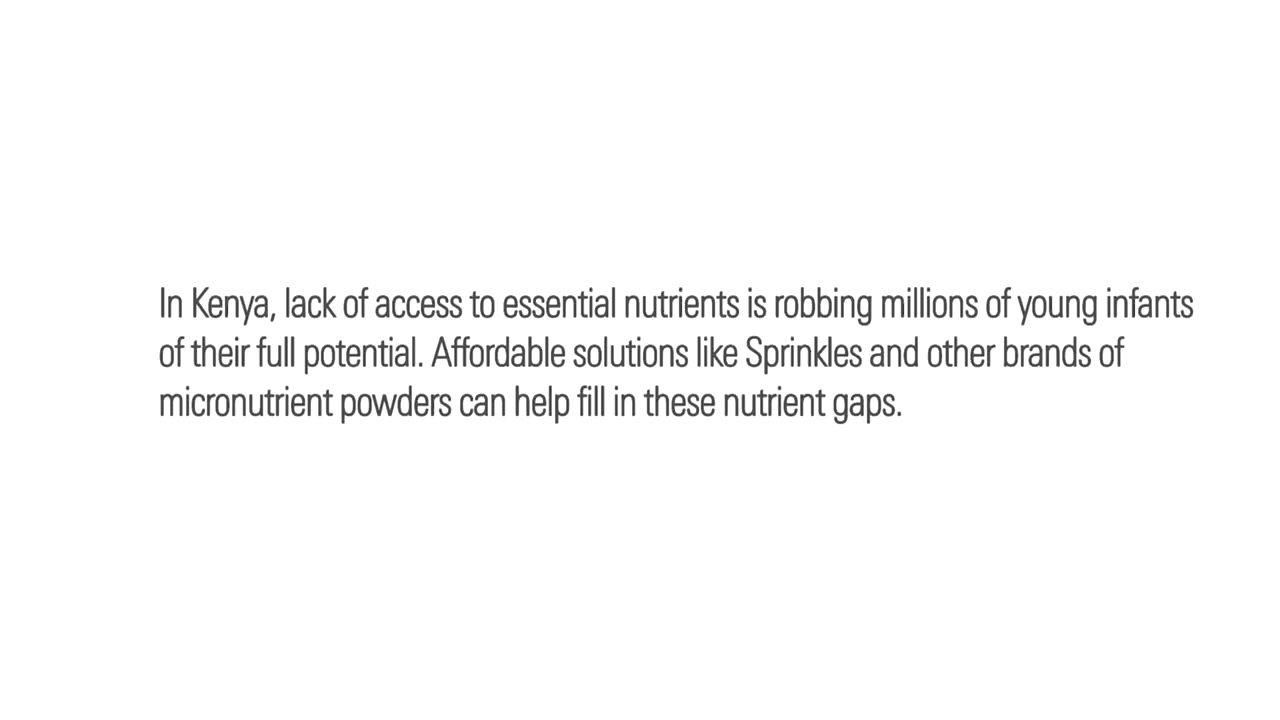 In Kenya, lack of access to essential nutrients is robbing millions of young infants
of their full potential. Affordable solutions like Sprinkles and other brands of
micronutrient powders can help fill in these nutrient gaps.